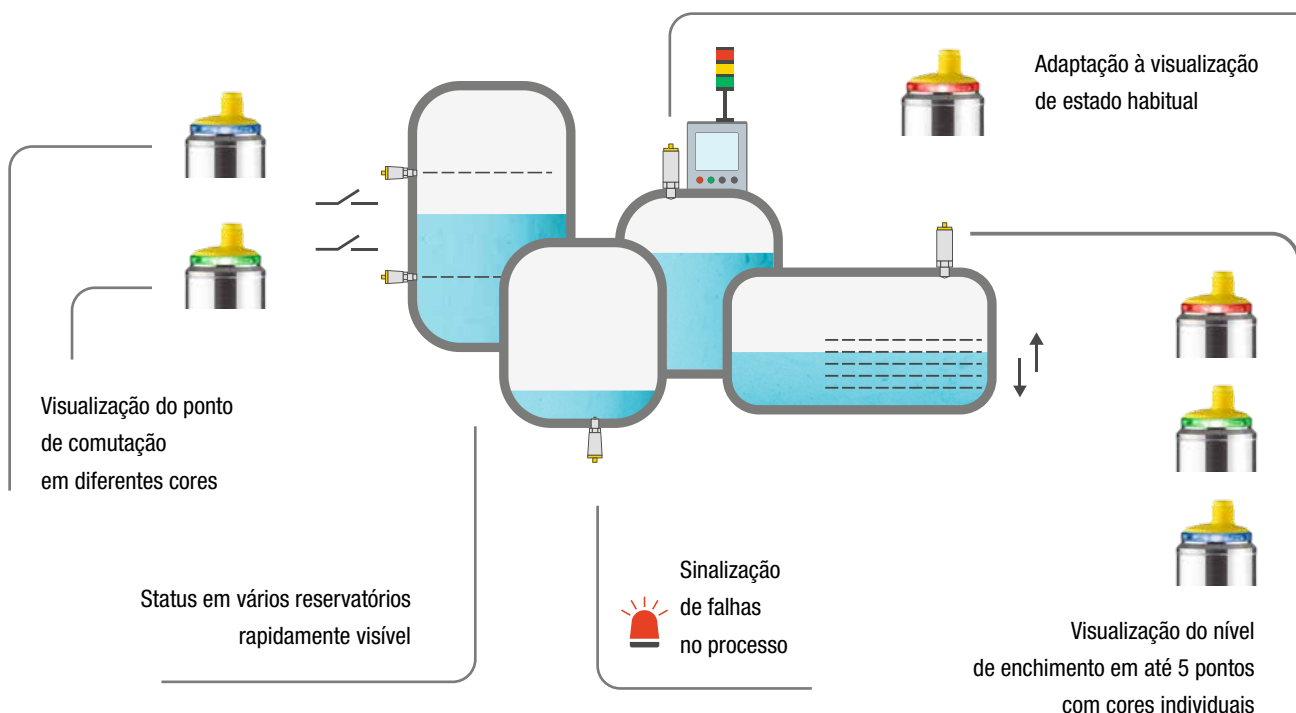 Adaptação à visualização
de estado habitual
Visualização do ponto
de comutação
em diferentes cores
Status em vários reservatórios
rapidamente visível
Sinalização
de falhas
no processo
Visualização do nível
de enchimento em até 5 pontos
com cores individuais